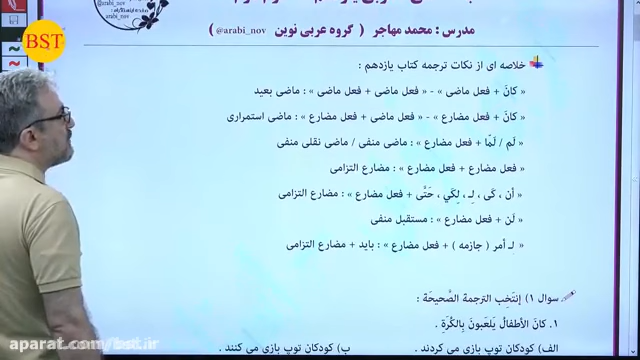 BST
@arabi_nov
مدرس : محمد مهاجر ( گروه عربی نوین @arabi_nov )
خلاصه ای از نکات ترجمه کتاب یازدهم :
« کانَ + فعل ماضی » - « فعل ماضی + فعل ماضی » : ماضی بعید
« کانَ + فعل مضارع » - « فعل ماضی + فعل مضارع » : ماضی استمراری
« لَم / لَمّا + فعل مضارع » : ماضی منفی / ماضی نقلی منفی
« فعل مضارع + فعل مضارع » : مضارع التزامی
« أن ، کَی ، لِـ ، لِکَي ، حَتَّی + فعل مضارع » : مضارع التزامی
« لَن + فعل مضارع » : مستقبل منفی
« لِـ أمر ( جازمه ) + فعل مضارع » : باید + مضارع التزامی
سوال ۱) إنتَخِب الترجمة الصَّحیحَة :
۱. کانَ الأطفالُ یَلعَبونَ بِالکُرَةِ .
الف) کودکان توپ بازی می کردند .
ب) کودکان توپ بازی می کنند .
aparat.com/bst.ir